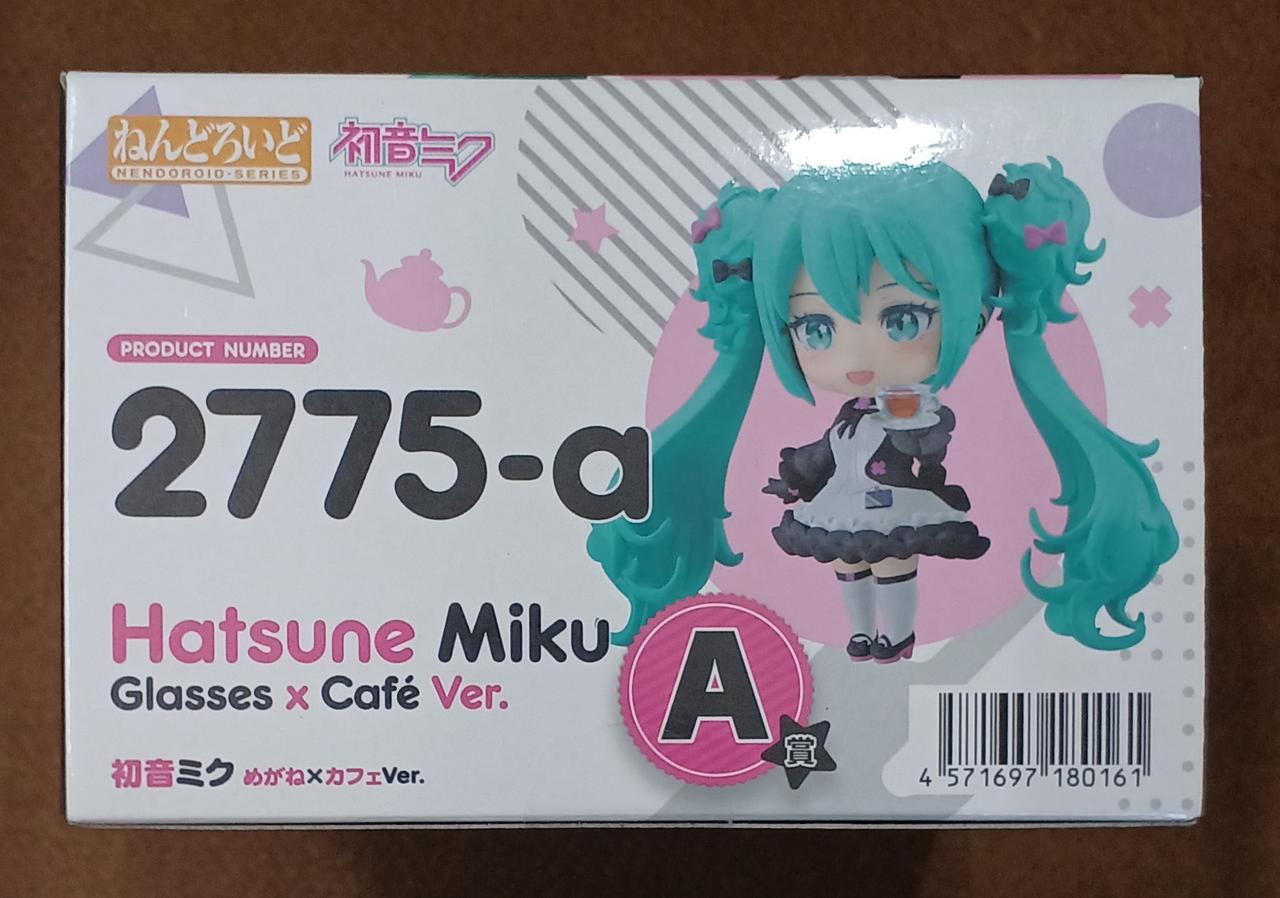 ねんどろいど
NENDOROID·SERIES
初音ミク
HATSUNE MIKU
PRODUCT NUMBER
2775-a
Hatsune Miku
Glasses x Café Ver.
初音ミク めがね×カフェVer.
A
賞
4 571697 180161